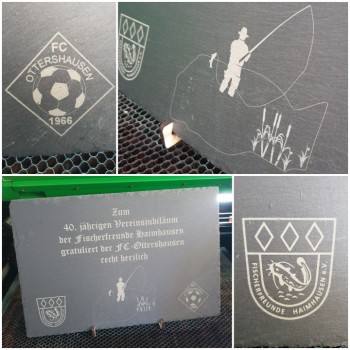 FC
OTTERSHAUSEN
1966
Zum
40. jährigen Vereinsjubiläum
der Fischerfreunde Haimhausen
gratuliert der FC-Ottershausen
recht herzlich
FISCHERFREUNDE HAIMHAUSEN e.V.